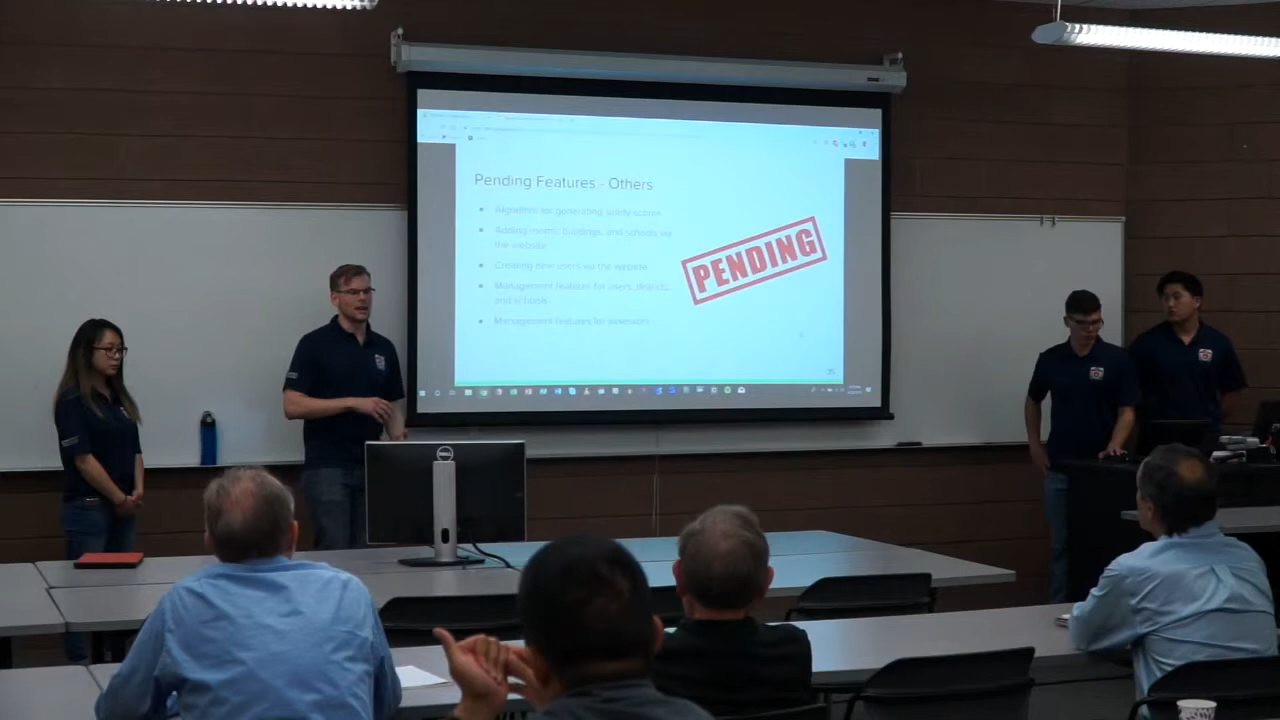 Pending Features - Others
Algorithm for generating safety scores
Adding rooms, buildings, and schools via
the website
Creating new users via the website
Management features for users, districts,
and schools
Management features for assessors
PENDING
DELL